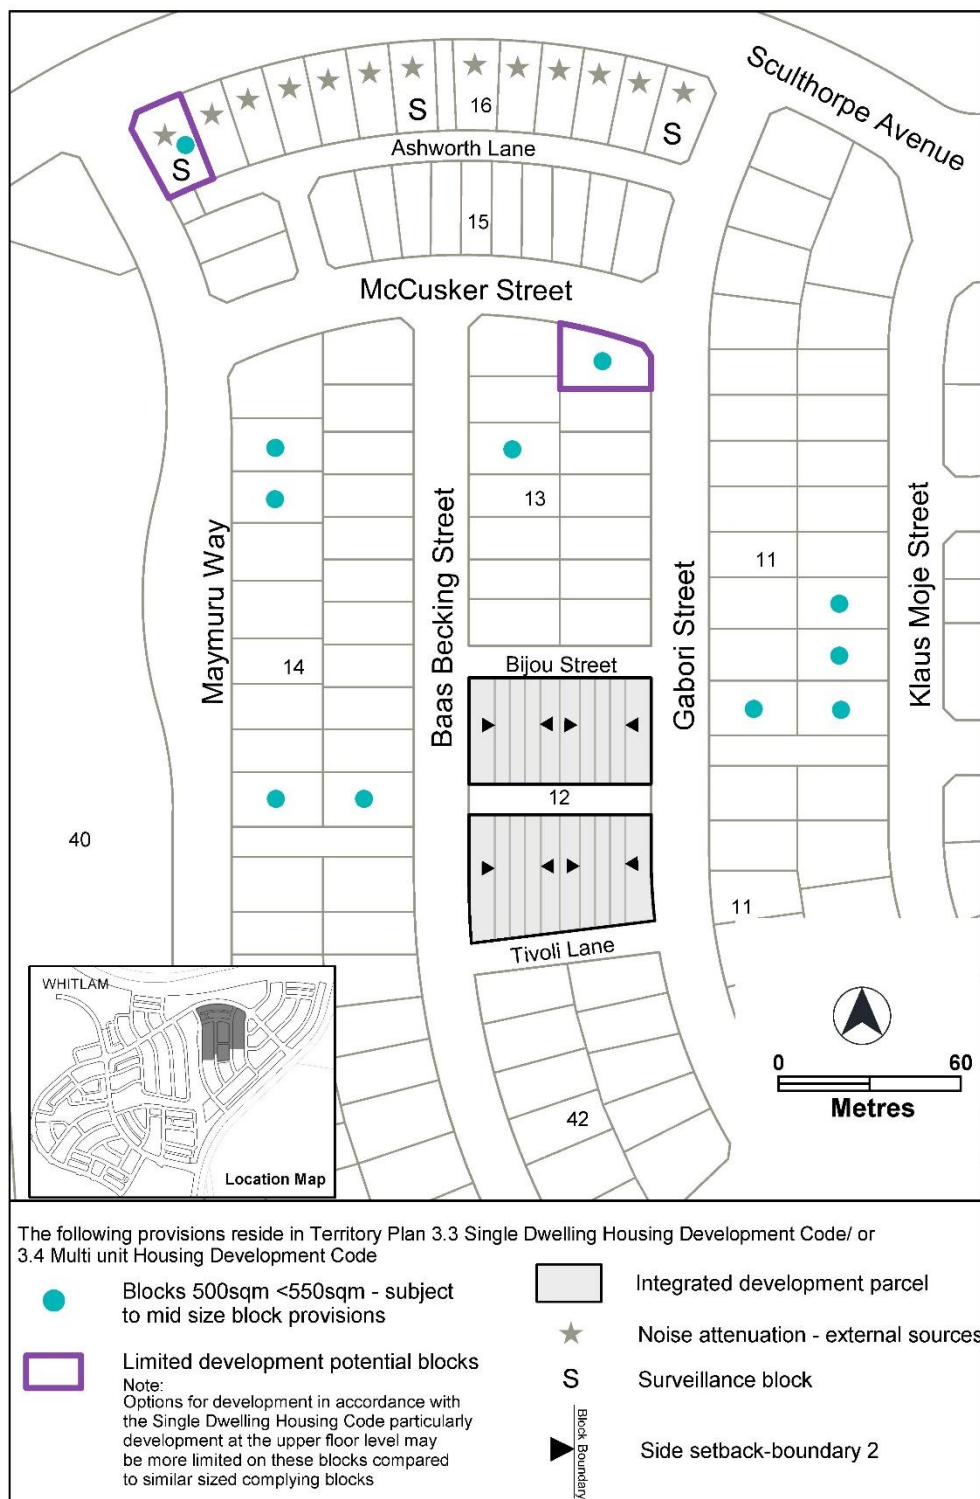 Sculthorpe Avenue
16
S
S
S
Ashworth Lane
15
McCusker Street
Maymuru Way
Baas Becking Street
13
11
Gabori Street
Klaus Moje Street
14
Bijou Street
12
40
11
Tivoli Lane
WHITLAM
Location Map
42
0 60
Metres
The following provisions reside in Territory Plan 3.3 Single Dwelling Housing Development Code/ or
3.4 Multi unit Housing Development Code
Blocks 500sqm <550sqm - subject
to mid size block provisions
Limited development potential blocks
Note:
Options for development in accordance with
the Single Dwelling Housing Code particularly
development at the upper floor level may
be more limited on these blocks compared
to similar sized complying blocks
Integrated development parcel
Noise attenuation - external sources
S Surveillance block
Block Boundary
Side setback-boundary 2